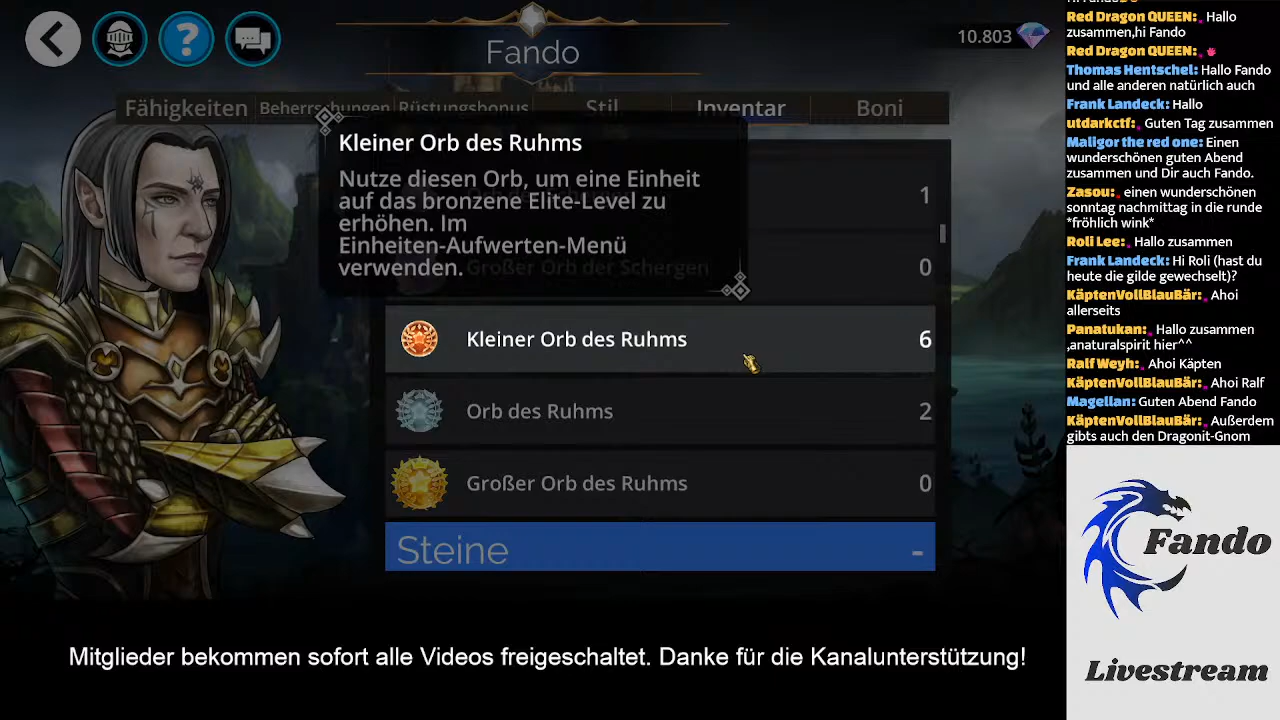 Fando
10.803
Fähigkeiten
Beherrschungen
Rüstungsbonus
Stil
Inventar
Boni
Kleiner Orb des Ruhms
Nutze diesen Orb, um eine Einheit
auf das bronzene Elite-Level zu
erhöhen. Im
Einheiten-Aufwerten-Menü
verwenden.
1
Großer Orb der Schergen 0
Kleiner Orb des Ruhms 6
Orb des Ruhms 2
Großer Orb des Ruhms 0
Steine -
Mitglieder bekommen sofort alle Videos freigeschaltet. Danke für die Kanalunterstützung!
Red Dragon QUEEN: Hallo
zusammen,hi Fando
Red Dragon QUEEN:
Thomas Hentschel: Hallo Fando
und alle anderen natürlich auch
Frank Landeck: Hallo
utdarkctf: Guten Tag zusammen
Maligor the red one: Einen
wunderschönen guten Abend
zusammen und Dir auch Fando.
Zasou: einen wunderschönen
sonntag nachmittag in die runde
*fröhlich wink*
Roli Lee: Hallo zusammen
Frank Landeck: Hi Roli (hast du
heute die gilde gewechselt)?
KäptenVollBlauBär: Ahoi
allerseits
Panatukan: Hallo zusammen
,anaturalspirit hier^^
Ralf Weyh: Ahoi Käpten
KäptenVollBlauBär: Ahoi Ralf
Magellan: Guten Abend Fando
KäptenVollBlauBär: Außerdem
gibts auch den Dragonit-Gnom
Fando
Livestream